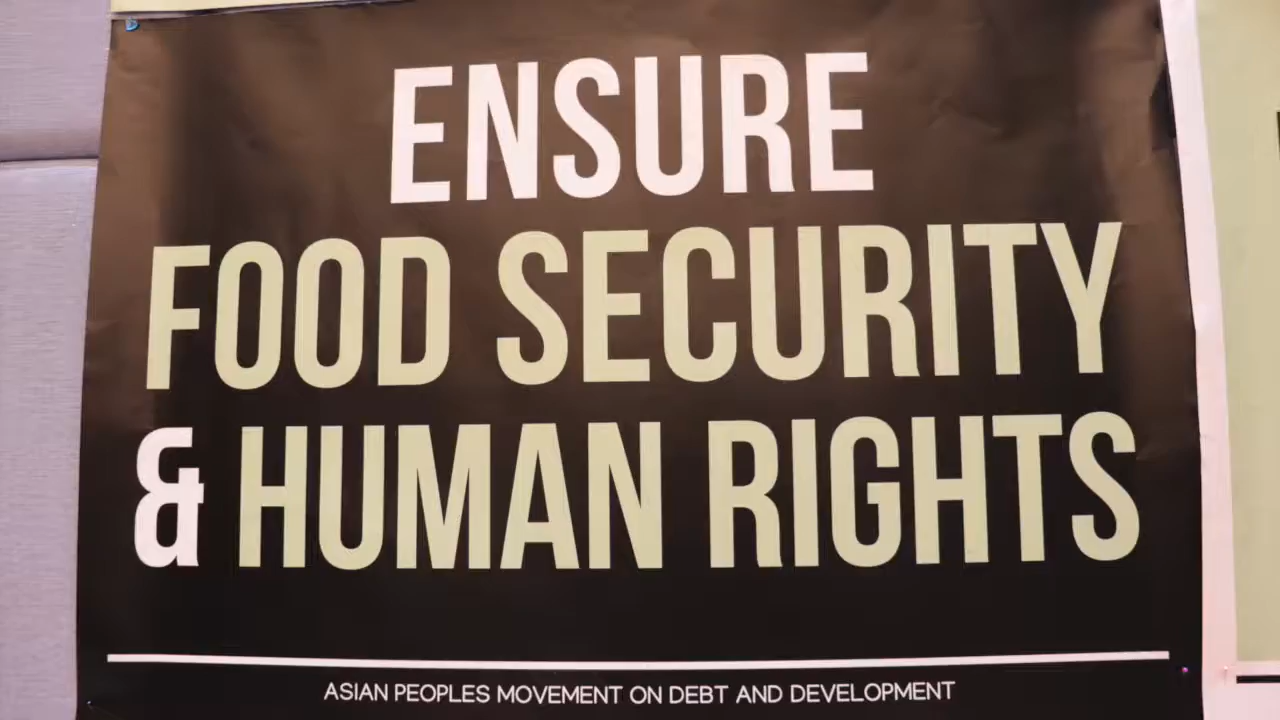 ENSURE
FOOD SECURITY
& HUMAN RIGHTS
ASIAN PEOPLES MOVEMENT ON DEBT AND DEVELOPMENT